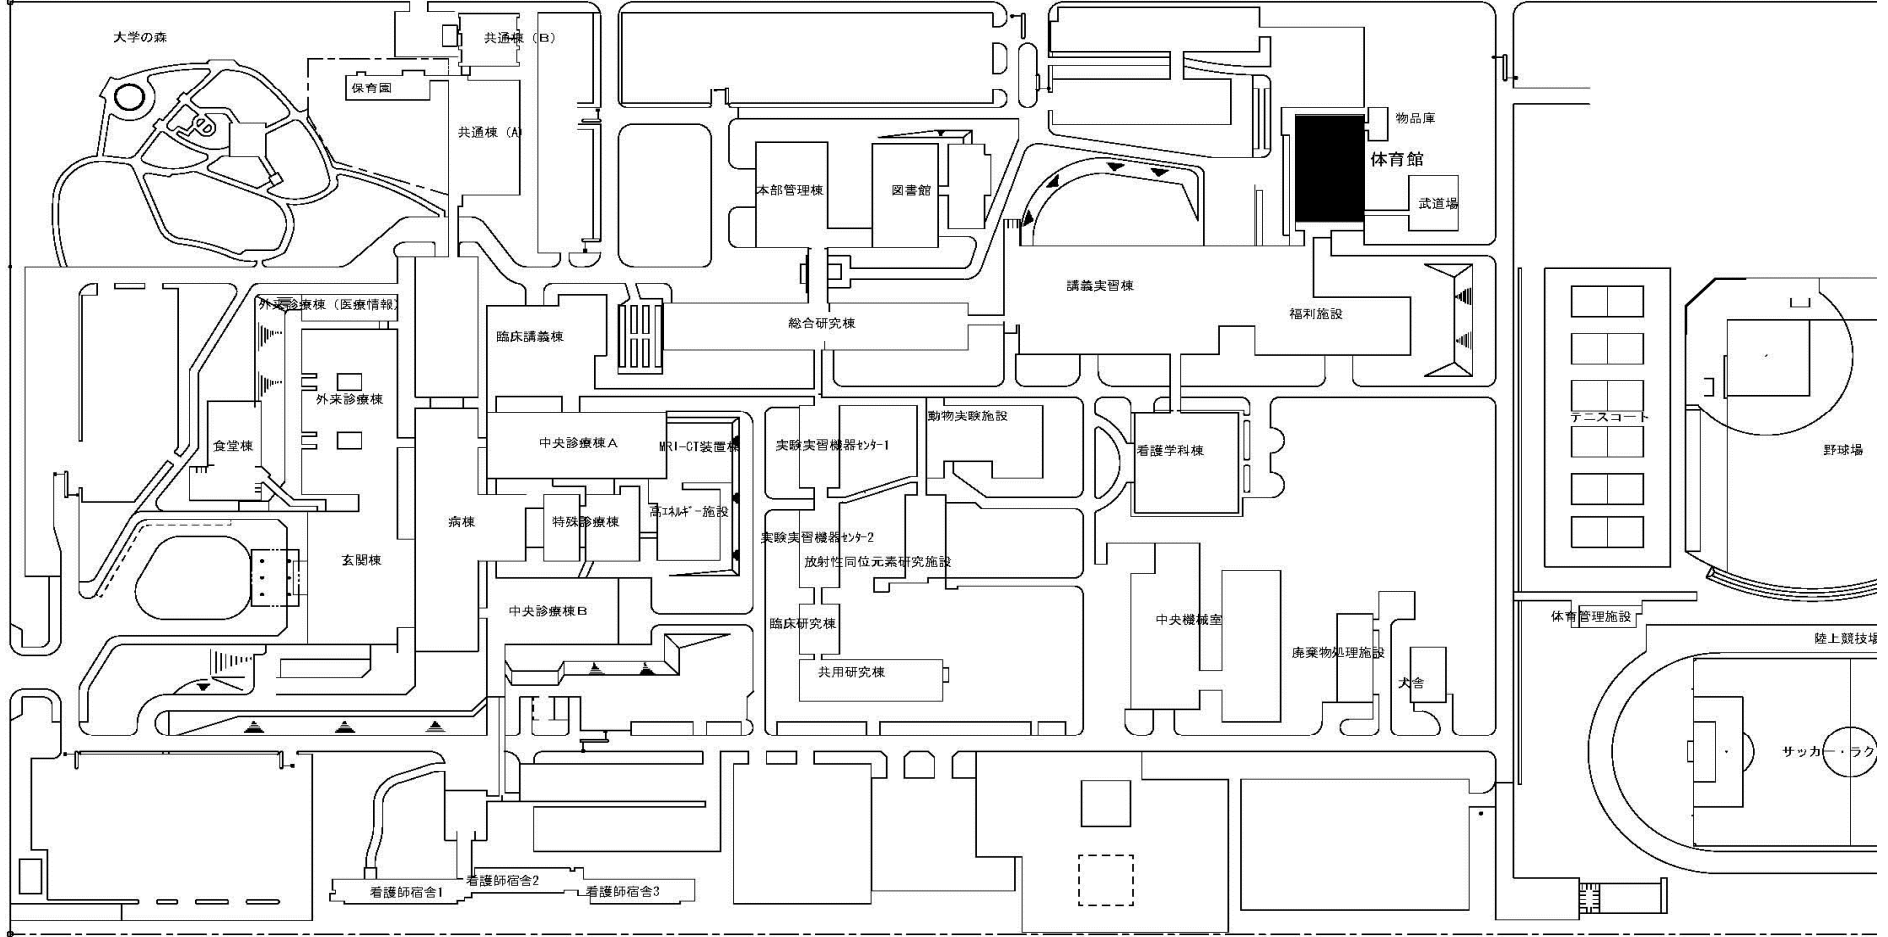 大学の森
共通棟（B）
保育園
共通棟（A）
物品庫
体育館
武道場
本部管理棟
図書館
講義実習棟
福利施設
外来診療棟（医療情報）
臨床講義棟
総合研究棟
外来診療棟
食堂棟
中央診療棟A
MRI-CT装置棟
実験実習機器ｾﾝﾀｰ1
動物実験施設
看護学科棟
テニスコート
野球場
病棟
特殊診療棟
高ｴﾈﾙｷﾞｰ施設
実験実習機器ｾﾝﾀｰ2
放射性同位元素研究施設
玄関棟
中央診療棟B
臨床研究棟
中央機械室
体育管理施設
陸上競技場
廃棄物処理施設
共用研究棟
犬舎
サッカー・ラク
看護師宿舎1
看護師宿舎2
看護師宿舎3